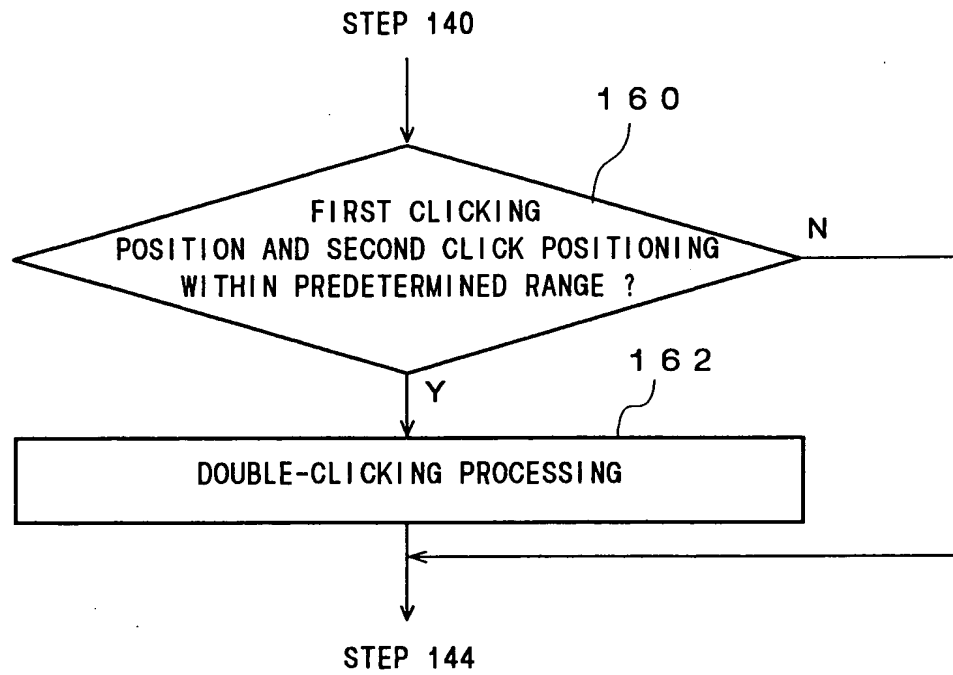 STEP 140
160
FIRST CLICKING
POSITION AND SECOND CLICK POSITIONING
WITHIN PREDETERMINED RANGE ?
N
162
Y
DOUBLE-CLICKING PROCESSING
STEP 144